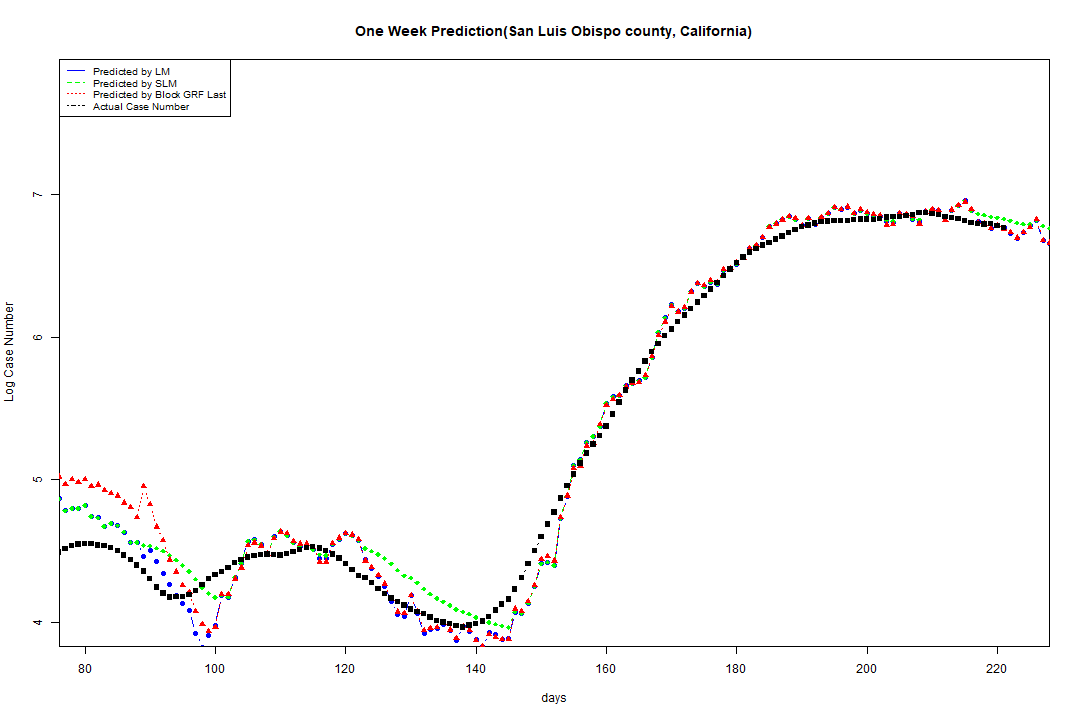 One Week Prediction(San Luis Obispo county, California)
Predicted by LM
Predicted by SLM
Predicted by Block GRF Last
Actual Case Number
7
6
5
4
Log Case Number
80 100 120 140 160 180 200 220
days